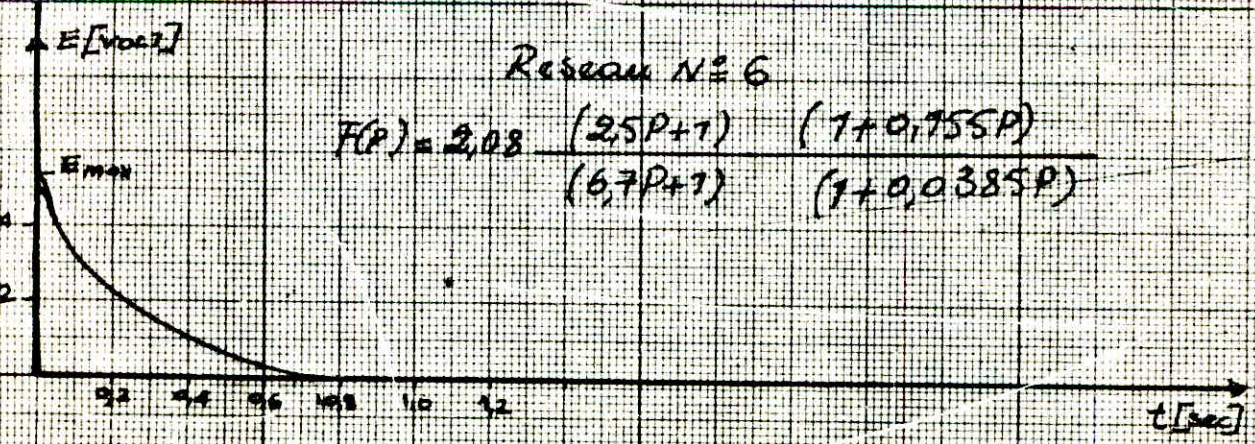 E[VOLT]
Reseau Nº 6
F(P) = 2,08 (2,5P+1) (1+0,155P)
(6,7P+1) (1+0,0385P)
Emax
4
2
0,2 0,4 0,6 0,8 1,0 1,2
t[sec]